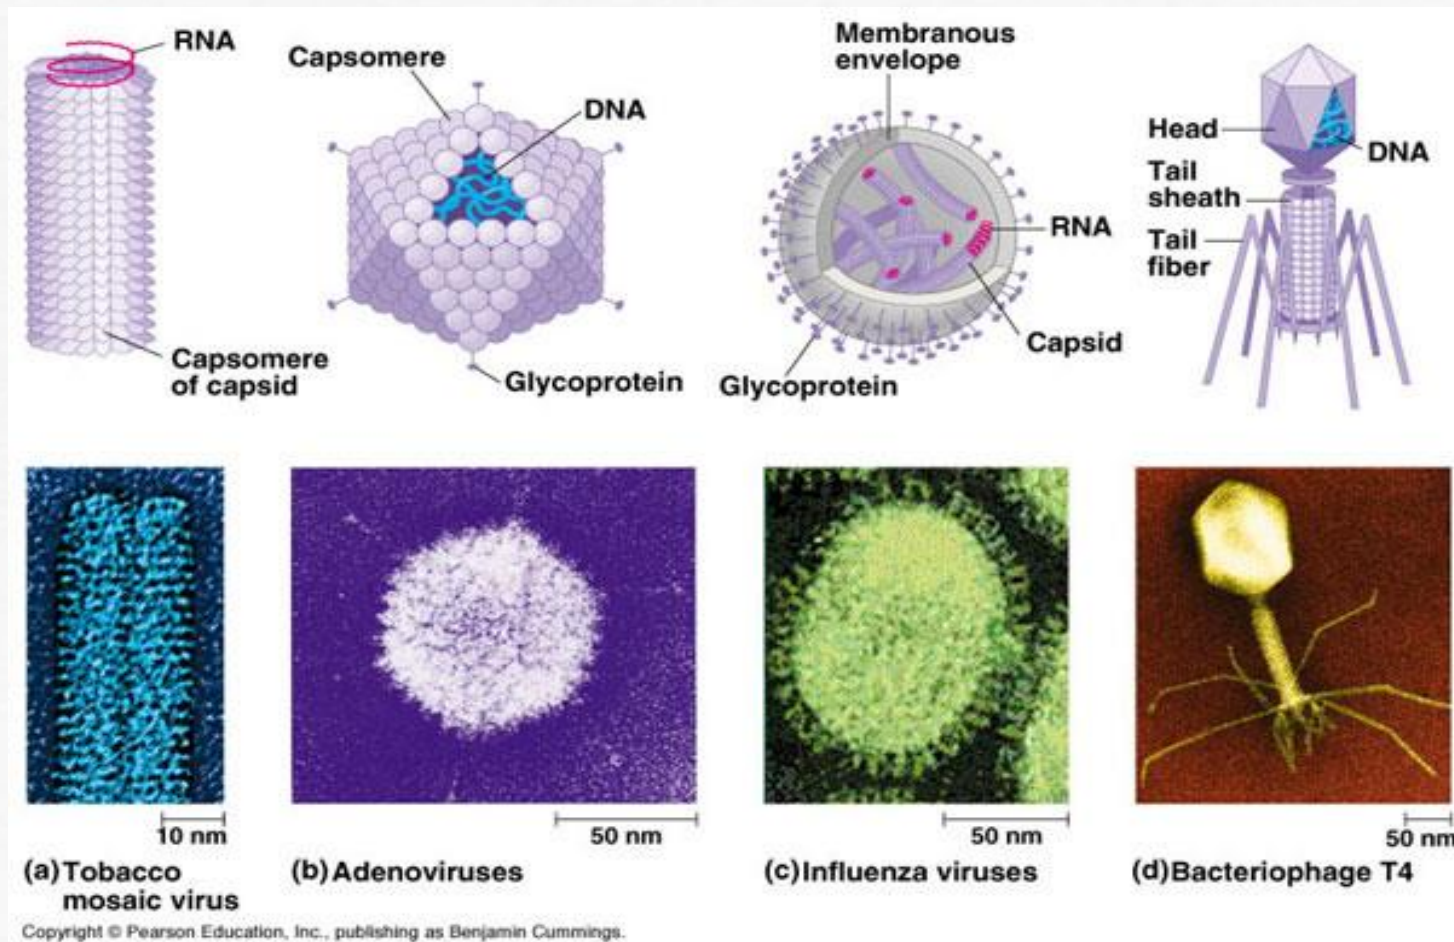 RNA
Capsomere
of capsid
Capsomere
DNA
Glycoprotein
Membranous
envelope
RNA
Capsid
Glycoprotein
Head
DNA
Tail
sheath
Tail
fiber
10 nm
50 nm
50 nm
50 nm
(a) Tobacco
mosaic virus
(b) Adenoviruses
(c) Influenza viruses
(d) Bacteriophage T4
Copyright © Pearson Education, Inc., publishing as Benjamin Cummings.